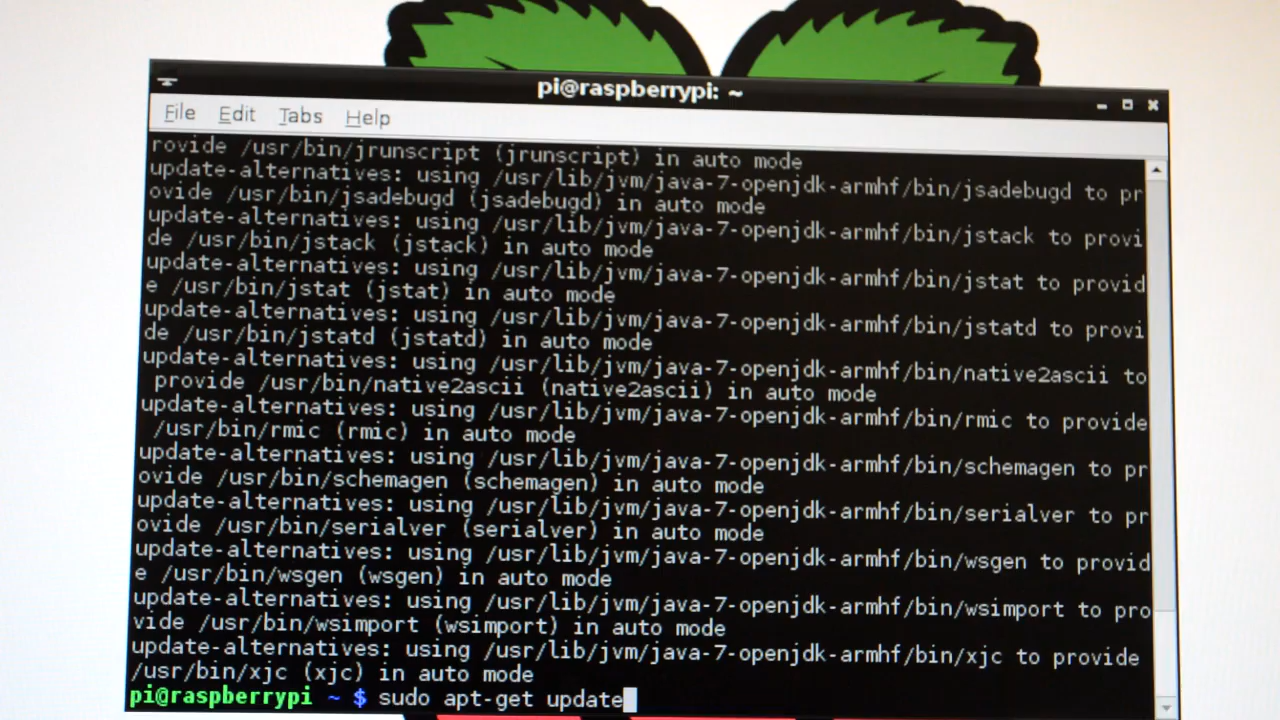 pi@raspberrypi: ~
File Edit Tabs Help
rovide /usr/bin/jrunscript (jrunscript) in auto mode
update-alternatives: using /usr/lib/jvm/java-7-openjdk-armhf/bin/jsadebugd to pr
ovide /usr/bin/jsadebugd (jsadebugd) in auto mode
update-alternatives: using /usr/lib/jvm/java-7-openjdk-armhf/bin/jstack to provi
de /usr/bin/jstack (jstack) in auto mode
update-alternatives: using /usr/lib/jvm/java-7-openjdk-armhf/bin/jstat to provid
e /usr/bin/jstat (jstat) in auto mode
update-alternatives: using /usr/lib/jvm/java-7-openjdk-armhf/bin/jstatd to provi
de /usr/bin/jstatd (jstatd) in auto mode
update-alternatives: using /usr/lib/jvm/java-7-openjdk-armhf/bin/native2ascii to
 provide /usr/bin/native2ascii (native2ascii) in auto mode
update-alternatives: using /usr/lib/jvm/java-7-openjdk-armhf/bin/rmic to provide
 /usr/bin/rmic (rmic) in auto mode
update-alternatives: using /usr/lib/jvm/java-7-openjdk-armhf/bin/schemagen to pr
ovide /usr/bin/schemagen (schemagen) in auto mode
update-alternatives: using /usr/lib/jvm/java-7-openjdk-armhf/bin/serialver to pr
ovide /usr/bin/serialver (serialver) in auto mode
update-alternatives: using /usr/lib/jvm/java-7-openjdk-armhf/bin/wsgen to provid
e /usr/bin/wsgen (wsgen) in auto mode
update-alternatives: using /usr/lib/jvm/java-7-openjdk-armhf/bin/wsimport to pro
vide /usr/bin/wsimport (wsimport) in auto mode
update-alternatives: using /usr/lib/jvm/java-7-openjdk-armhf/bin/xjc to provide
/usr/bin/xjc (xjc) in auto mode
pi@raspberrypi ~ $ sudo apt-get update